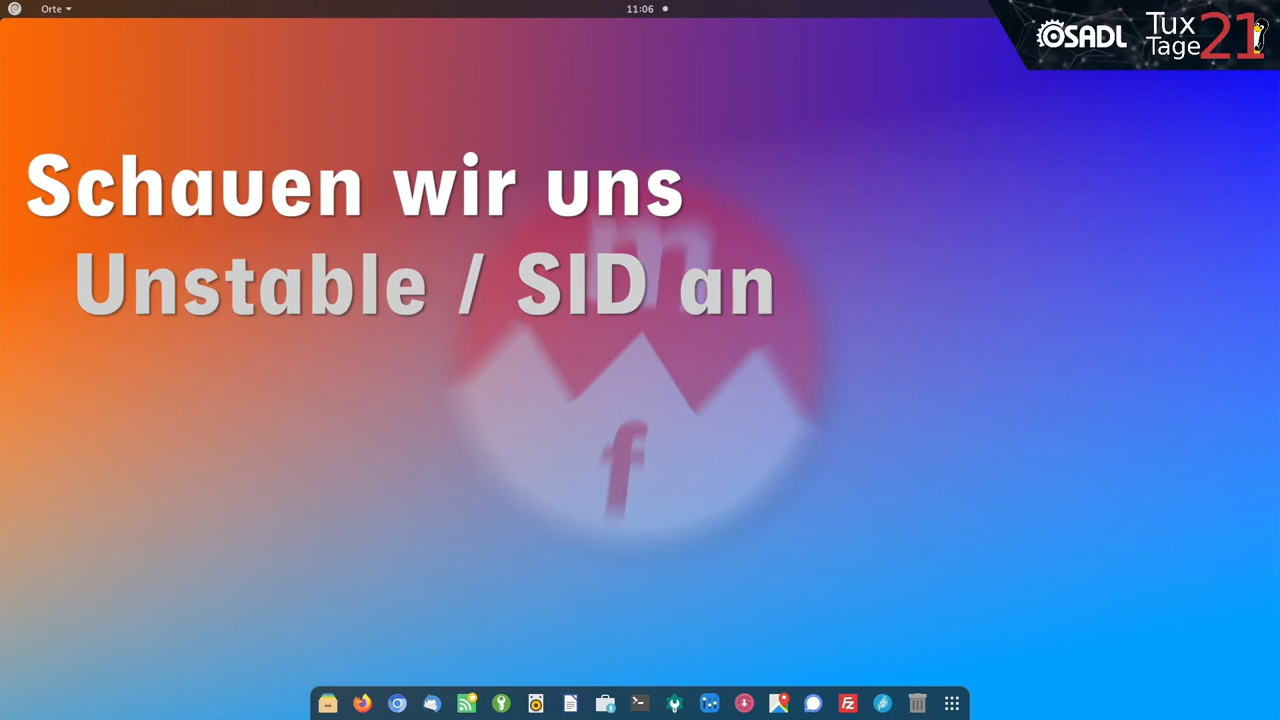 Orte
11:06
OSADL
Tux
Tage
21
Schauen wir uns
Unstable / SID an
m
f